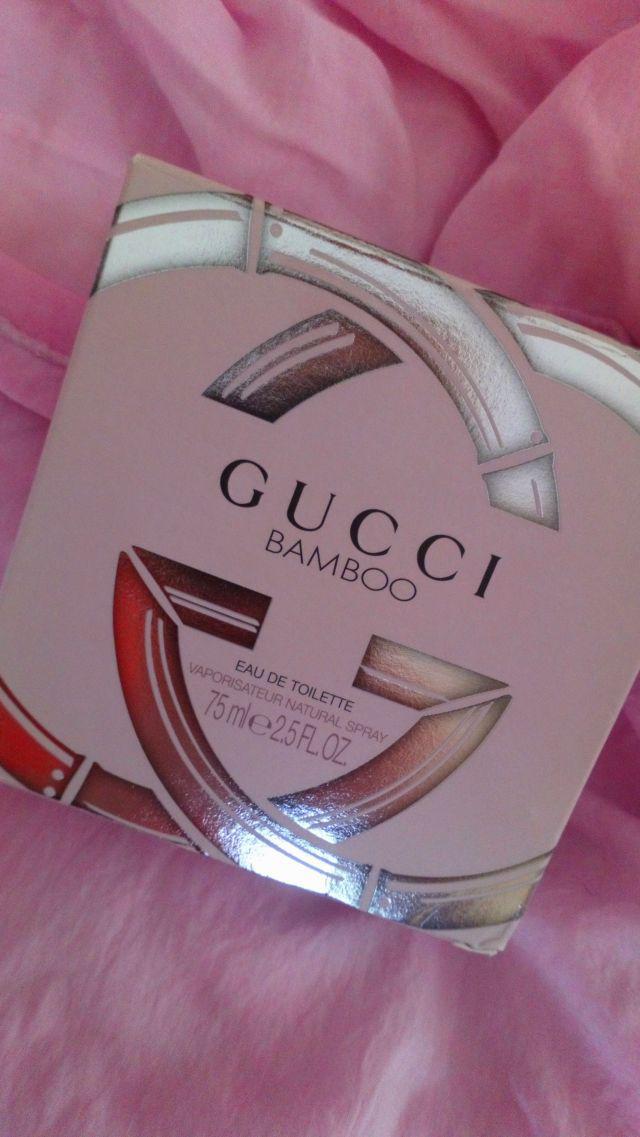 GUCCI
BAMBOO
EAU DE TOILETTE
VAPORISATEUR NATURAL SPRAY
75 ml ℮ 2.5 FL. OZ.